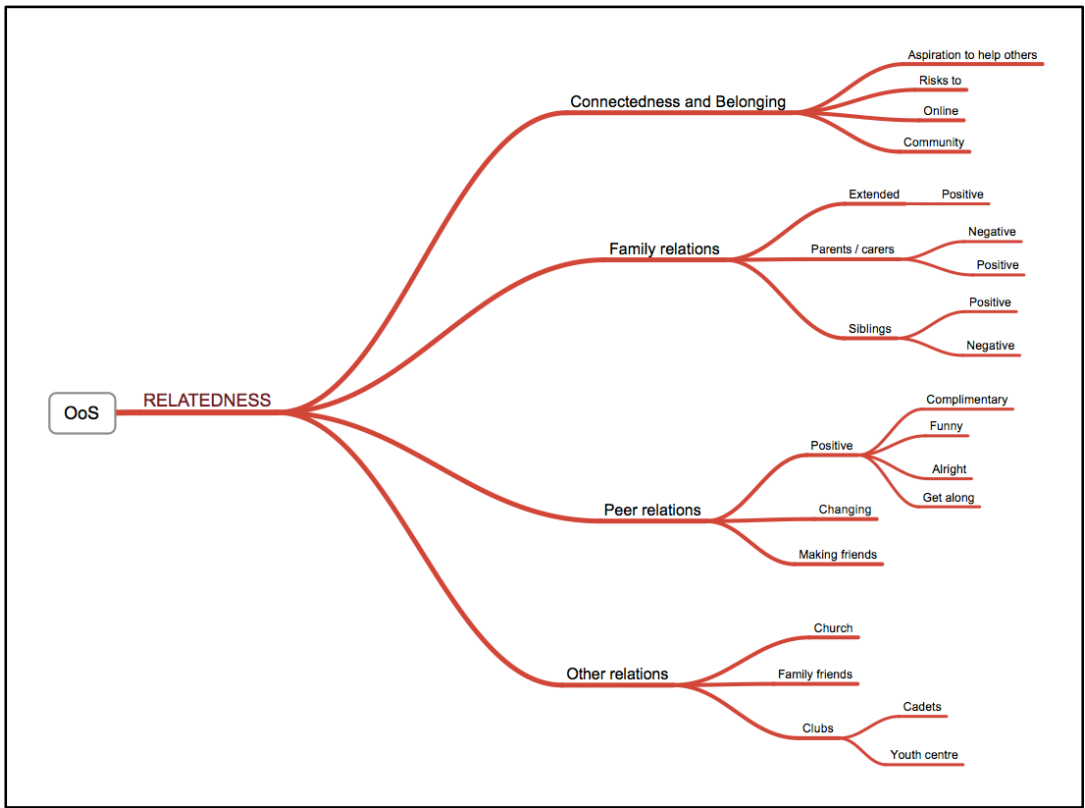 OoS
RELATEDNESS
Connectedness and Belonging
Aspiration to help others
Risks to
Online
Community
Family relations
Extended
Positive
Parents / carers
Negative
Positive
Siblings
Positive
Negative
Peer relations
Positive
Complimentary
Funny
Alright
Get along
Changing
Making friends
Other relations
Church
Family friends
Clubs
Cadets
Youth centre